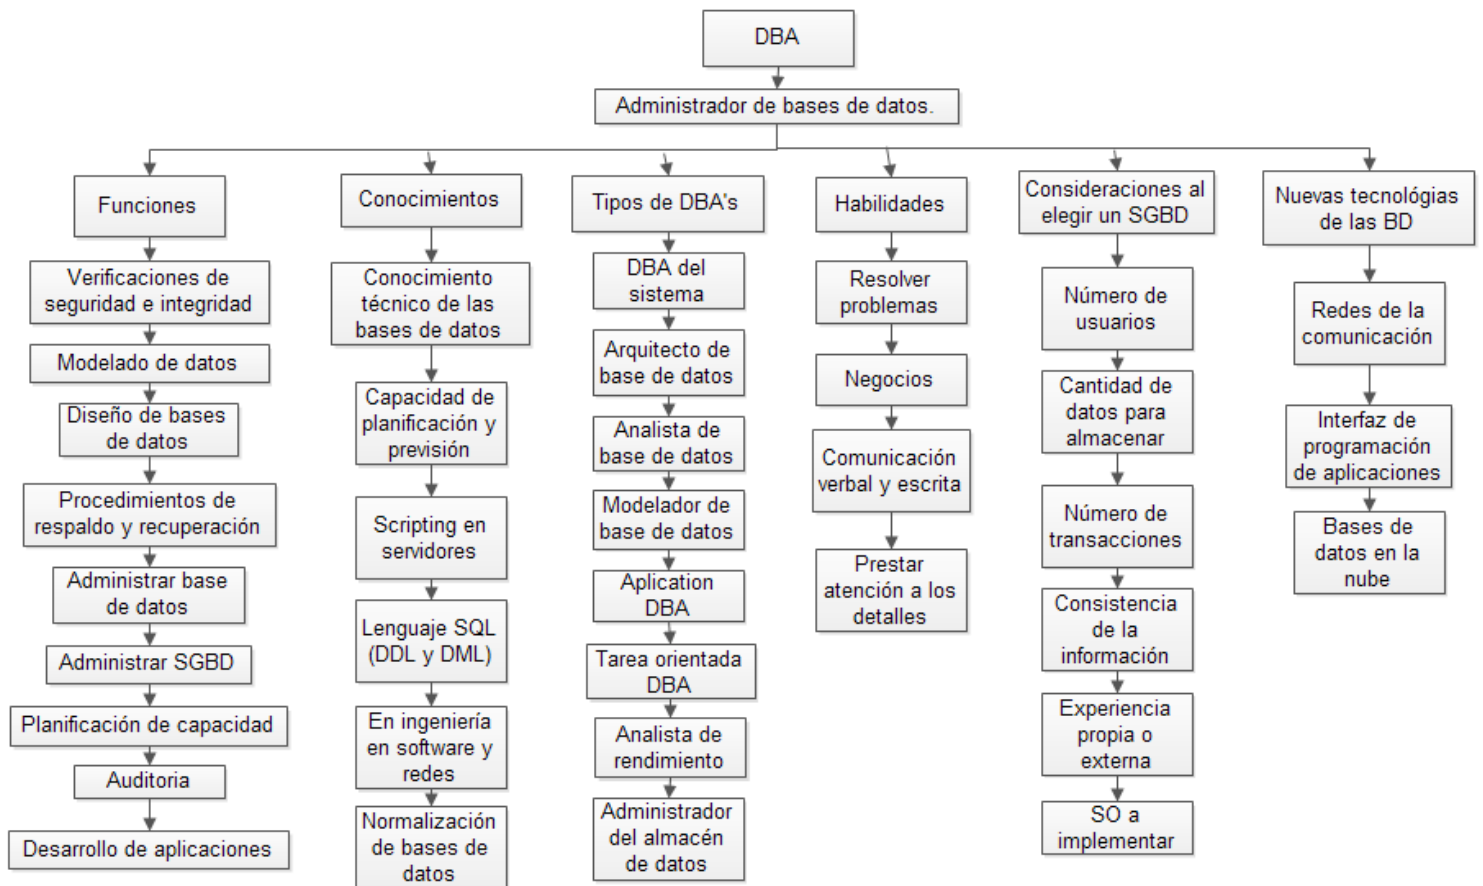 DBA
Administrador de bases de datos.
Funciones
Verificaciones de
seguridad e integridad
Modelado de datos
Diseño de bases
de datos
Procedimientos de
respaldo y recuperación
Administrar base
de datos
Administrar SGBD
Planificación de capacidad
Auditoria
Desarrollo de aplicaciones
Conocimientos
Conocimiento
técnico de las
bases de datos
Capacidad de
planificación y
previsión
Scripting en
servidores
Lenguaje SQL
(DDL y DML)
En ingeniería
en software y
redes
Normalización
de bases de
datos
Tipos de DBA's
DBA del
sistema
Arquitecto de
base de datos
Analista de
base de datos
Modelador de
base de datos
Aplication
DBA
Tarea orientada
DBA
Analista de
rendimiento
Administrador
del almacén
de datos
Habilidades
Resolver
problemas
Negocios
Comunicación
verbal y escrita
Prestar
atención a los
detalles
Consideraciones al
elegir un SGBD
Número de
usuarios
Cantidad de
datos para
almacenar
Número de
transacciones
Consistencia
de la
información
Experiencia
propia o
externa
SO a
implementar
Nuevas tecnológias
de las BD
Redes de la
comunicación
Interfaz de
programación
de aplicaciones
Bases de
datos en la
nube